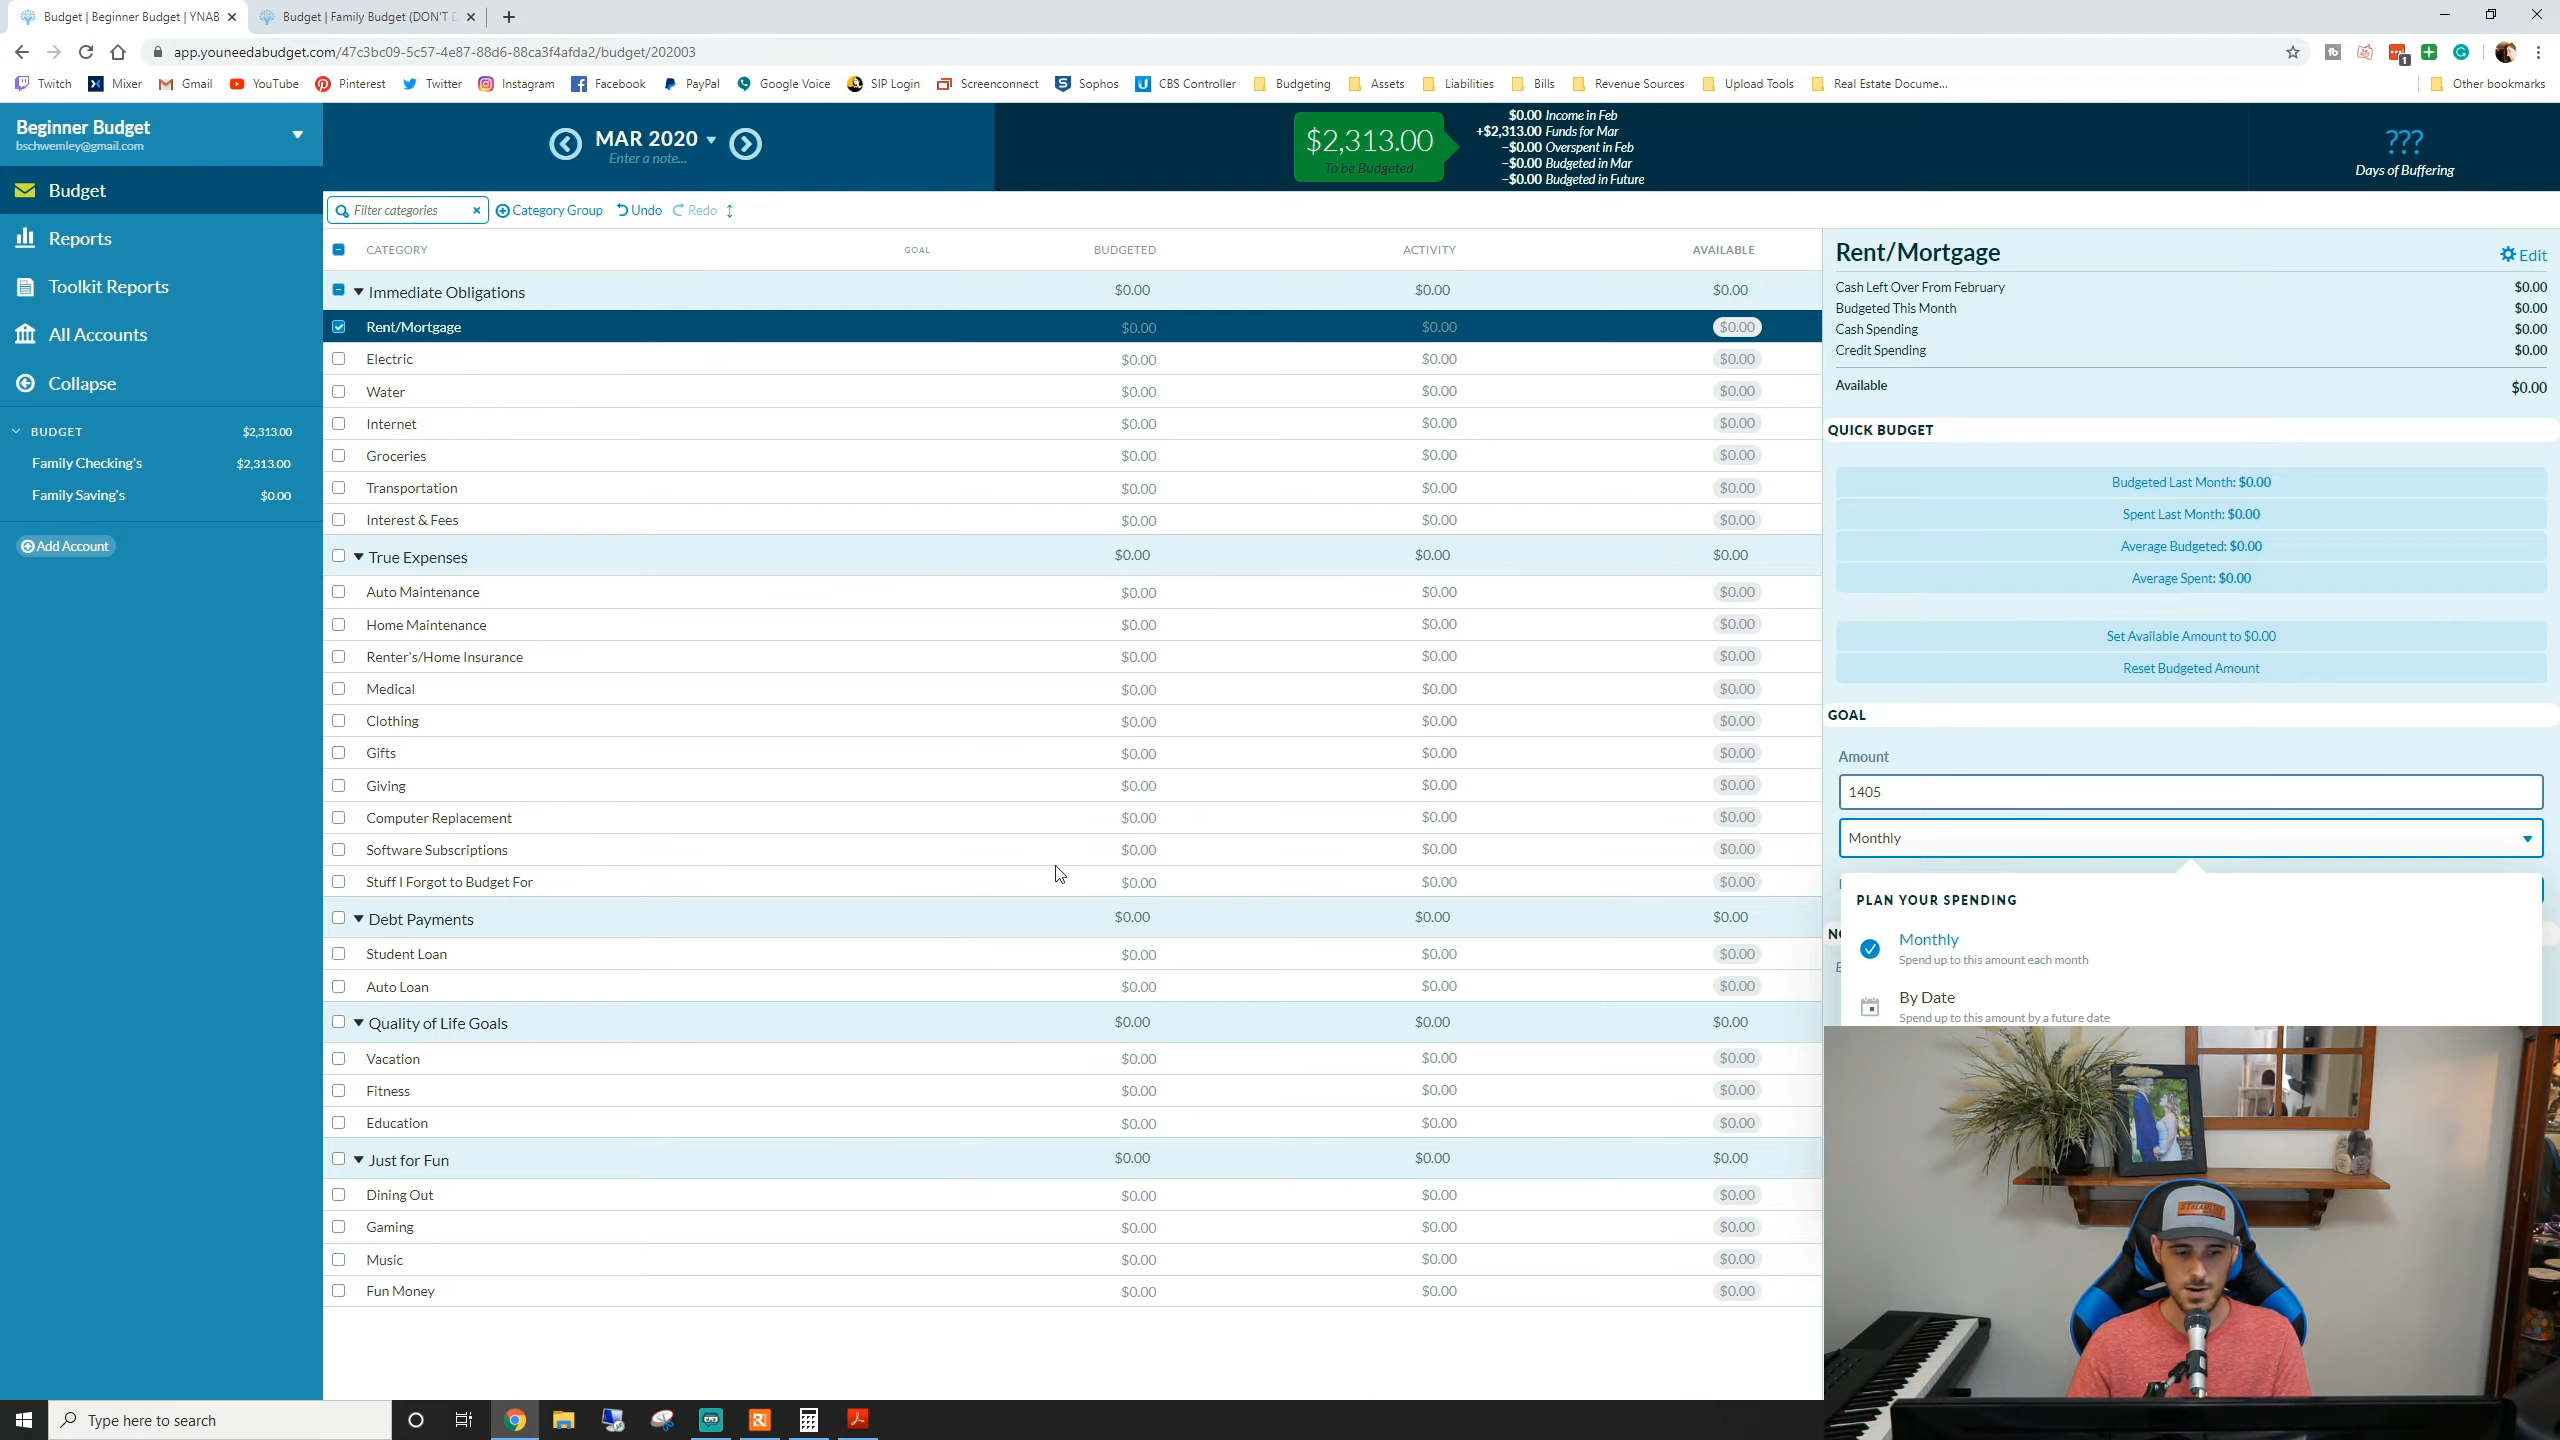 Budget | Beginner Budget | YNAB
Budget | Family Budget (DON'T D
app.youneedabudget.com/47c3bc09-5c57-4e87-88d6-88ca3f4afda2/budget/202003
Twitch Mixer Gmail YouTube Pinterest Twitter Instagram Facebook PayPal Google Voice SIP Login Screenconnect Sophos CBS Controller Budgeting Assets Liabilities Bills Revenue Sources Upload Tools Real Estate Docume... Other bookmarks
Beginner Budget
bschwemley@gmail.com
Budget
Reports
Toolkit Reports
All Accounts
Collapse
BUDGET $2,313.00
Family Checking's $2,313.00
Family Saving's $0.00
Add Account
MAR 2020
Enter a note...
$2,313.00
To be Budgeted
$0.00 Income in Feb
+$2,313.00 Funds for Mar
−$0.00 Overspent in Feb
−$0.00 Budgeted in Mar
−$0.00 Budgeted in Future
???
Days of Buffering
Filter categories Category Group Undo Redo
CATEGORY GOAL BUDGETED ACTIVITY AVAILABLE
Immediate Obligations $0.00 $0.00 $0.00
Rent/Mortgage $0.00 $0.00 $0.00
Electric $0.00 $0.00 $0.00
Water $0.00 $0.00 $0.00
Internet $0.00 $0.00 $0.00
Groceries $0.00 $0.00 $0.00
Transportation $0.00 $0.00 $0.00
Interest & Fees $0.00 $0.00 $0.00
True Expenses $0.00 $0.00 $0.00
Auto Maintenance $0.00 $0.00 $0.00
Home Maintenance $0.00 $0.00 $0.00
Renter's/Home Insurance $0.00 $0.00 $0.00
Medical $0.00 $0.00 $0.00
Clothing $0.00 $0.00 $0.00
Gifts $0.00 $0.00 $0.00
Giving $0.00 $0.00 $0.00
Computer Replacement $0.00 $0.00 $0.00
Software Subscriptions $0.00 $0.00 $0.00
Stuff I Forgot to Budget For $0.00 $0.00 $0.00
Debt Payments $0.00 $0.00 $0.00
Student Loan $0.00 $0.00 $0.00
Auto Loan $0.00 $0.00 $0.00
Quality of Life Goals $0.00 $0.00 $0.00
Vacation $0.00 $0.00 $0.00
Fitness $0.00 $0.00 $0.00
Education $0.00 $0.00 $0.00
Just for Fun $0.00 $0.00 $0.00
Dining Out $0.00 $0.00 $0.00
Gaming $0.00 $0.00 $0.00
Music $0.00 $0.00 $0.00
Fun Money $0.00 $0.00 $0.00
Rent/Mortgage Edit
Cash Left Over From February $0.00
Budgeted This Month $0.00
Cash Spending $0.00
Credit Spending $0.00
Available $0.00
QUICK BUDGET
Budgeted Last Month: $0.00
Spent Last Month: $0.00
Average Budgeted: $0.00
Average Spent: $0.00
Set Available Amount to $0.00
Reset Budgeted Amount
GOAL
Amount
1405
Monthly
PLAN YOUR SPENDING
Monthly
Spend up to this amount each month
By Date
Spend up to this amount by a future date
Type here to search